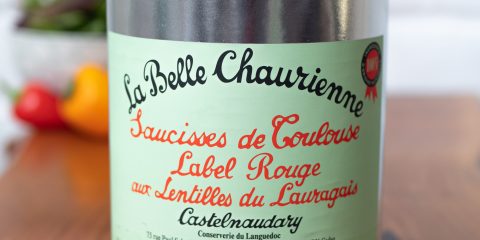 La Belle Chaurienne
Saucisses de Toulouse
Label Rouge
aux Lentilles du Lauragais
Castelnaudary
Conserverie du Languedoc